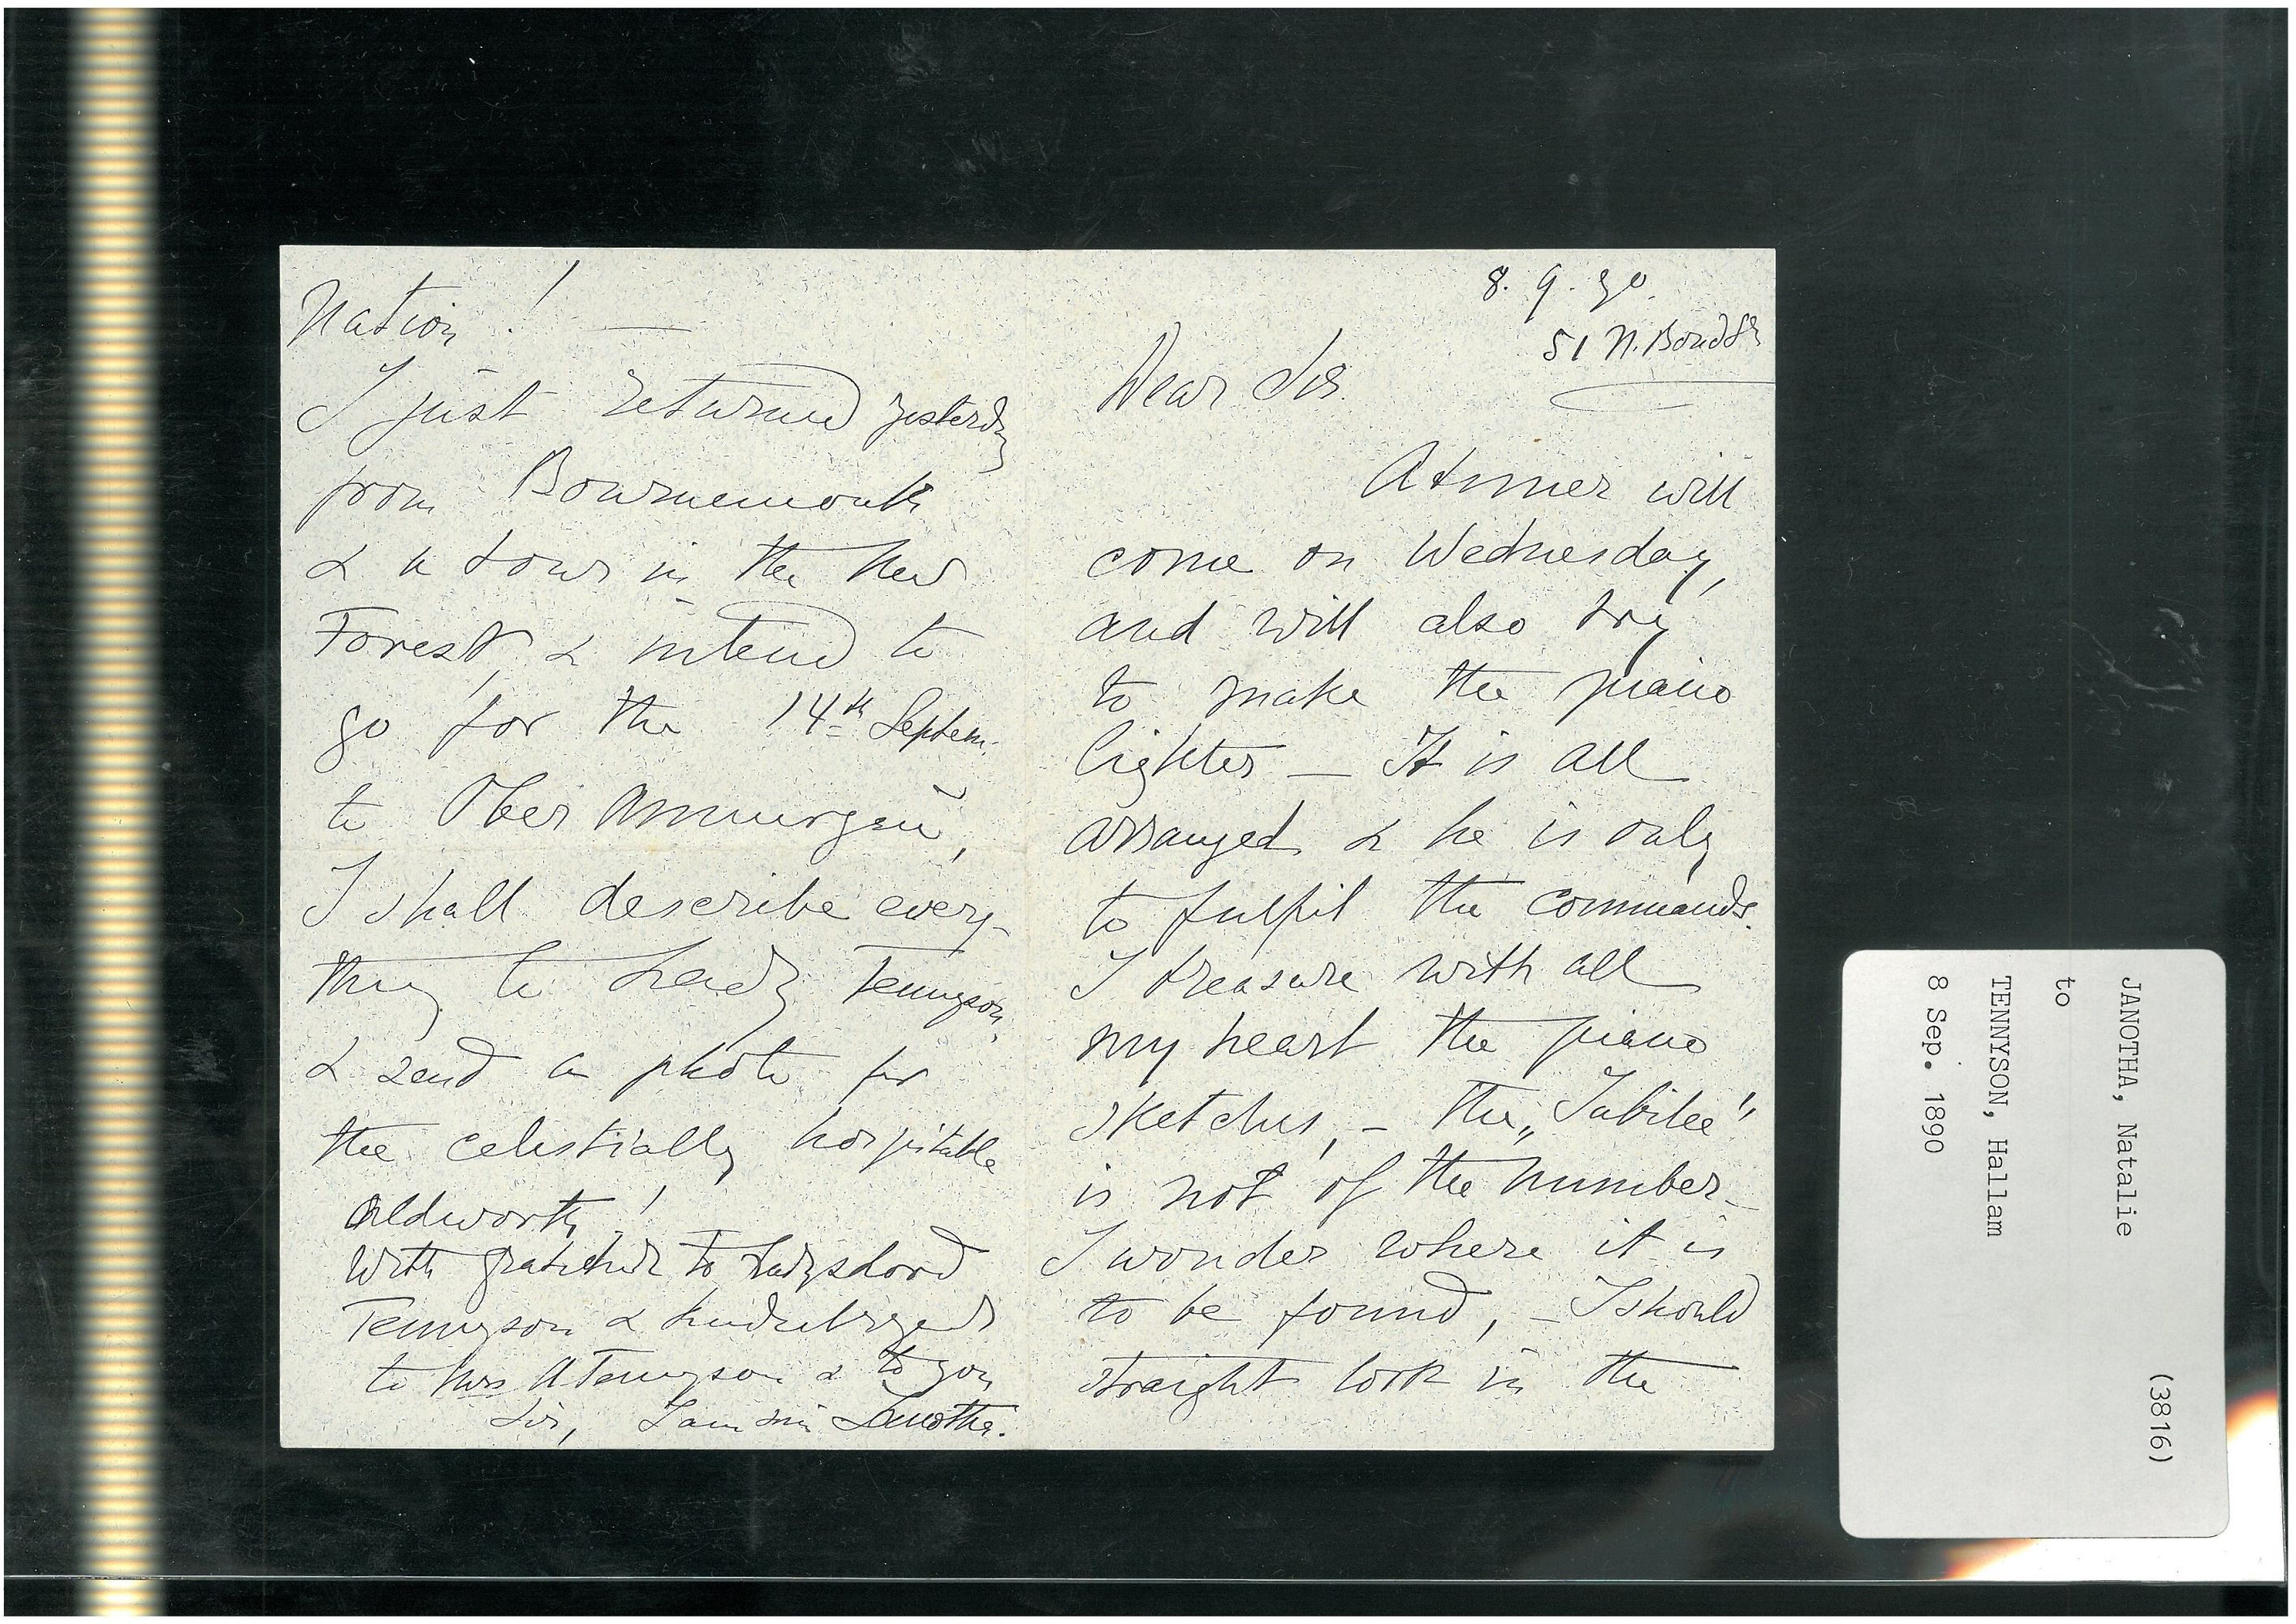 8. 9. 90.
51 N. Bond St
Dear Sir.
A tuner will
come on Wednesday,
and will also try
to make the piano
lighter — It is all
arranged & he is only
to fulfil the commands.
I treasure with all
my heart the piano
sketches, – the „Jubilee"
is not of the number –
I wonder where it is
to be found, – I should
straight look in the
Nation! —
I just returned yesterday
from Bournemouth
& a tour in the New
Forest, & intend to
go for the 14th Septem.
to Ober Ammergau,
I shall describe every-
thing to Lady Tennyson,
& send a photo for
the celestially hospitable
Aldworth!
With gratitude to Lady & Lord
Tennyson & kindest regards
to Mrs Tennyson & to you
Sir, I am Janotha.
JANOTHA, Natalie (3816)
to
TENNYSON, Hallam
8 Sep. 1890